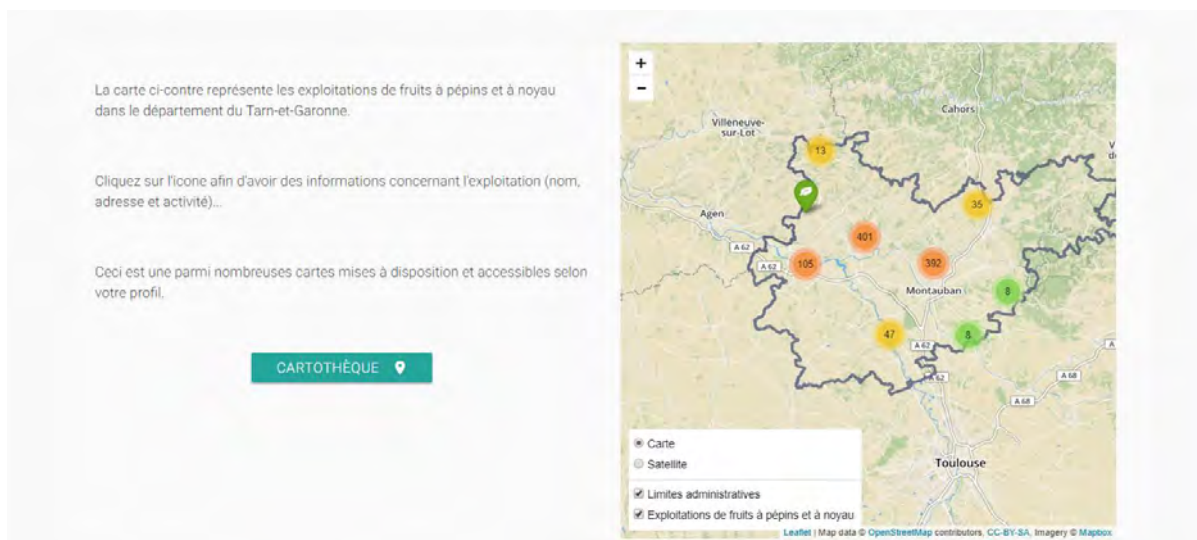 La carte ci-contre représente les exploitations de fruits à pépins et à noyau
dans le département du Tarn-et-Garonne.
Cliquez sur l'icone afin d'avoir des informations concernant l'exploitation (nom,
adresse et activité)...
Ceci est une parmi nombreuses cartes mises à disposition et accessibles selon
votre profil.
CARTOTHÈQUE
+
-
Cahors
Villeneuve-
sur-Lot
13
35
Agen
401
A 62
105
A 62
392
Montauban
8
47
8
A 62
A 62
A 68
A 68
Toulouse
Carte
Satellite
Limites administratives
Exploitations de fruits à pépins et à noyau
Leaflet | Map data © OpenStreetMap contributors, CC-BY-SA, Imagery © Mapbox